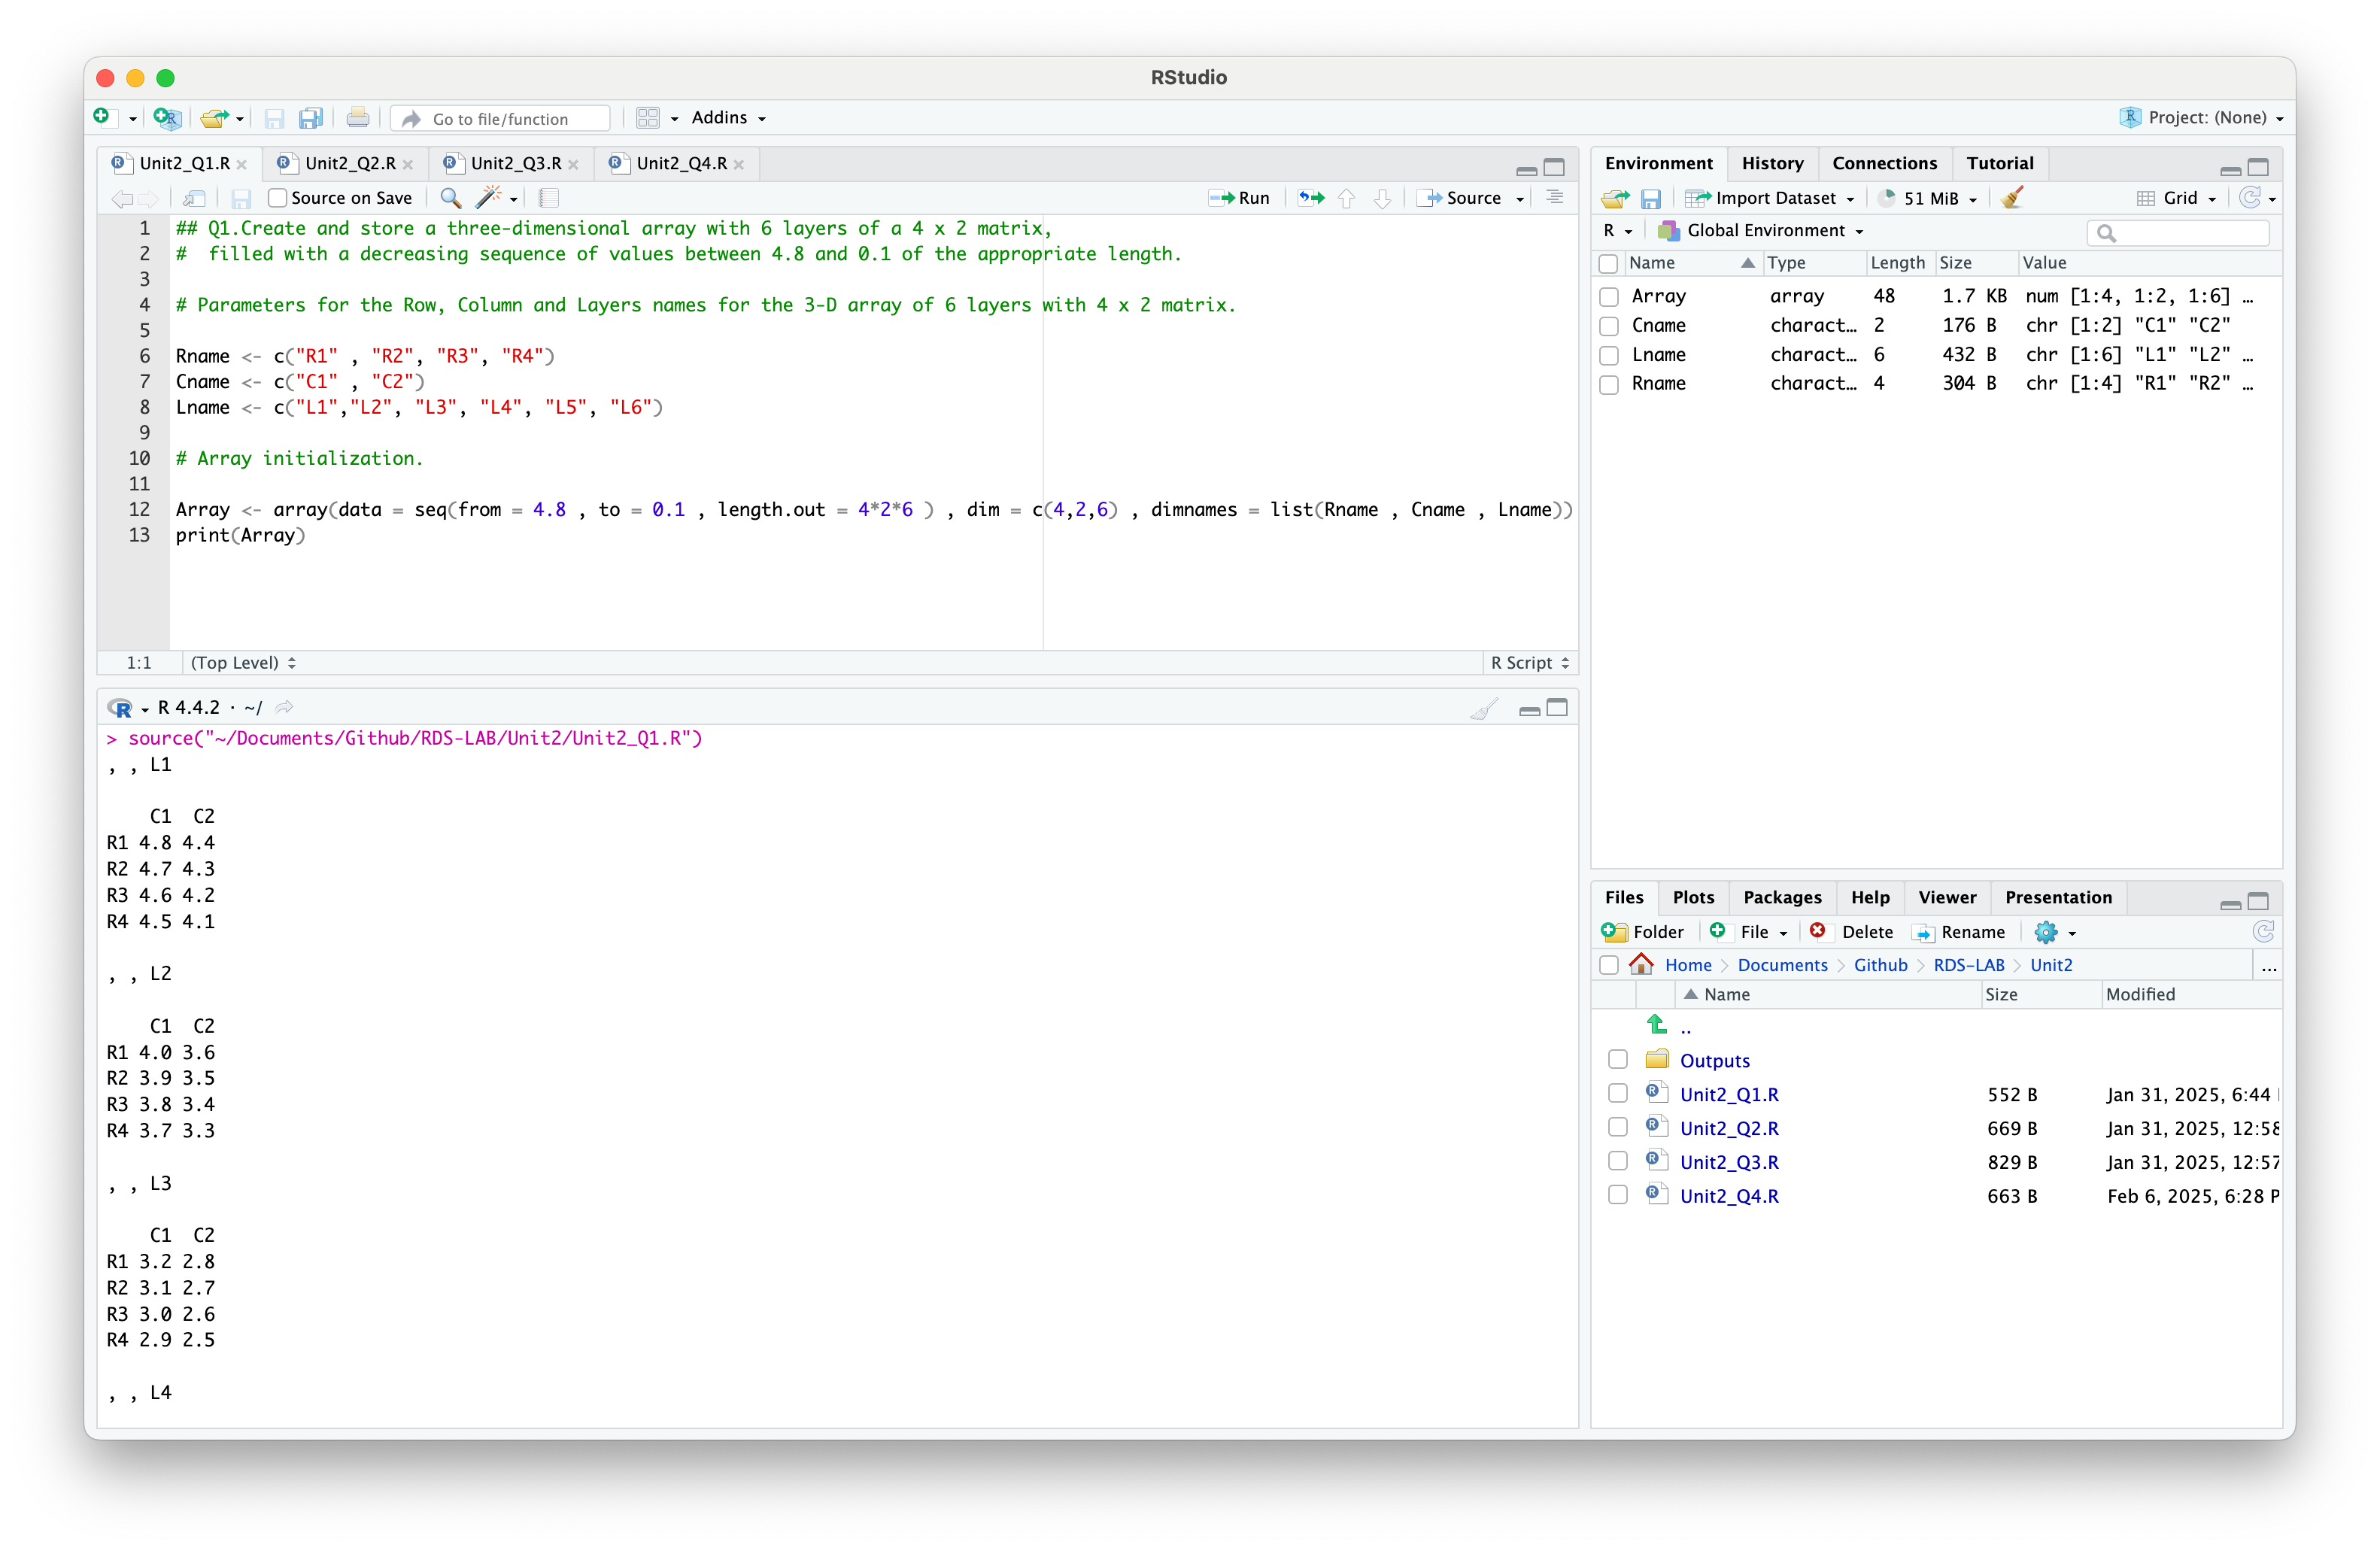 RStudio
Go to file/function
Addins
Project: (None)
Unit2_Q1.R
Unit2_Q2.R
Unit2_Q3.R
Unit2_Q4.R
Source on Save
Run
Source
1 ## Q1.Create and store a three-dimensional array with 6 layers of a 4 x 2 matrix,
2 #  filled with a decreasing sequence of values between 4.8 and 0.1 of the appropriate length.
3
4 # Parameters for the Row, Column and Layers names for the 3-D array of 6 layers with 4 x 2 matrix.
5
6 Rname <- c("R1" , "R2", "R3", "R4")
7 Cname <- c("C1" , "C2")
8 Lname <- c("L1","L2", "L3", "L4", "L5", "L6")
9
10 # Array initialization.
11
12 Array <- array(data = seq(from = 4.8 , to = 0.1 , length.out = 4*2*6 ) , dim = c(4,2,6) , dimnames = list(Rname , Cname , Lname))
13 print(Array)
1:1 (Top Level) R Script
R 4.4.2 · ~/
> source("~/Documents/Github/RDS-LAB/Unit2/Unit2_Q1.R")
, , L1
C1  C2
R1 4.8 4.4
R2 4.7 4.3
R3 4.6 4.2
R4 4.5 4.1
, , L2
C1  C2
R1 4.0 3.6
R2 3.9 3.5
R3 3.8 3.4
R4 3.7 3.3
, , L3
C1  C2
R1 3.2 2.8
R2 3.1 2.7
R3 3.0 2.6
R4 2.9 2.5
, , L4
Environment History Connections Tutorial
Import Dataset 51 MiB Grid
R Global Environment
Name Type Length Size Value
Array array 48 1.7 KB num [1:4, 1:2, 1:6] …
Cname charact… 2 176 B chr [1:2] "C1" "C2"
Lname charact… 6 432 B chr [1:6] "L1" "L2" …
Rname charact… 4 304 B chr [1:4] "R1" "R2" …
Files Plots Packages Help Viewer Presentation
Folder File Delete Rename
Home Documents Github RDS-LAB Unit2 ...
Name Size Modified
..
Outputs
Unit2_Q1.R 552 B Jan 31, 2025, 6:44
Unit2_Q2.R 669 B Jan 31, 2025, 12:58
Unit2_Q3.R 829 B Jan 31, 2025, 12:57
Unit2_Q4.R 663 B Feb 6, 2025, 6:28 P